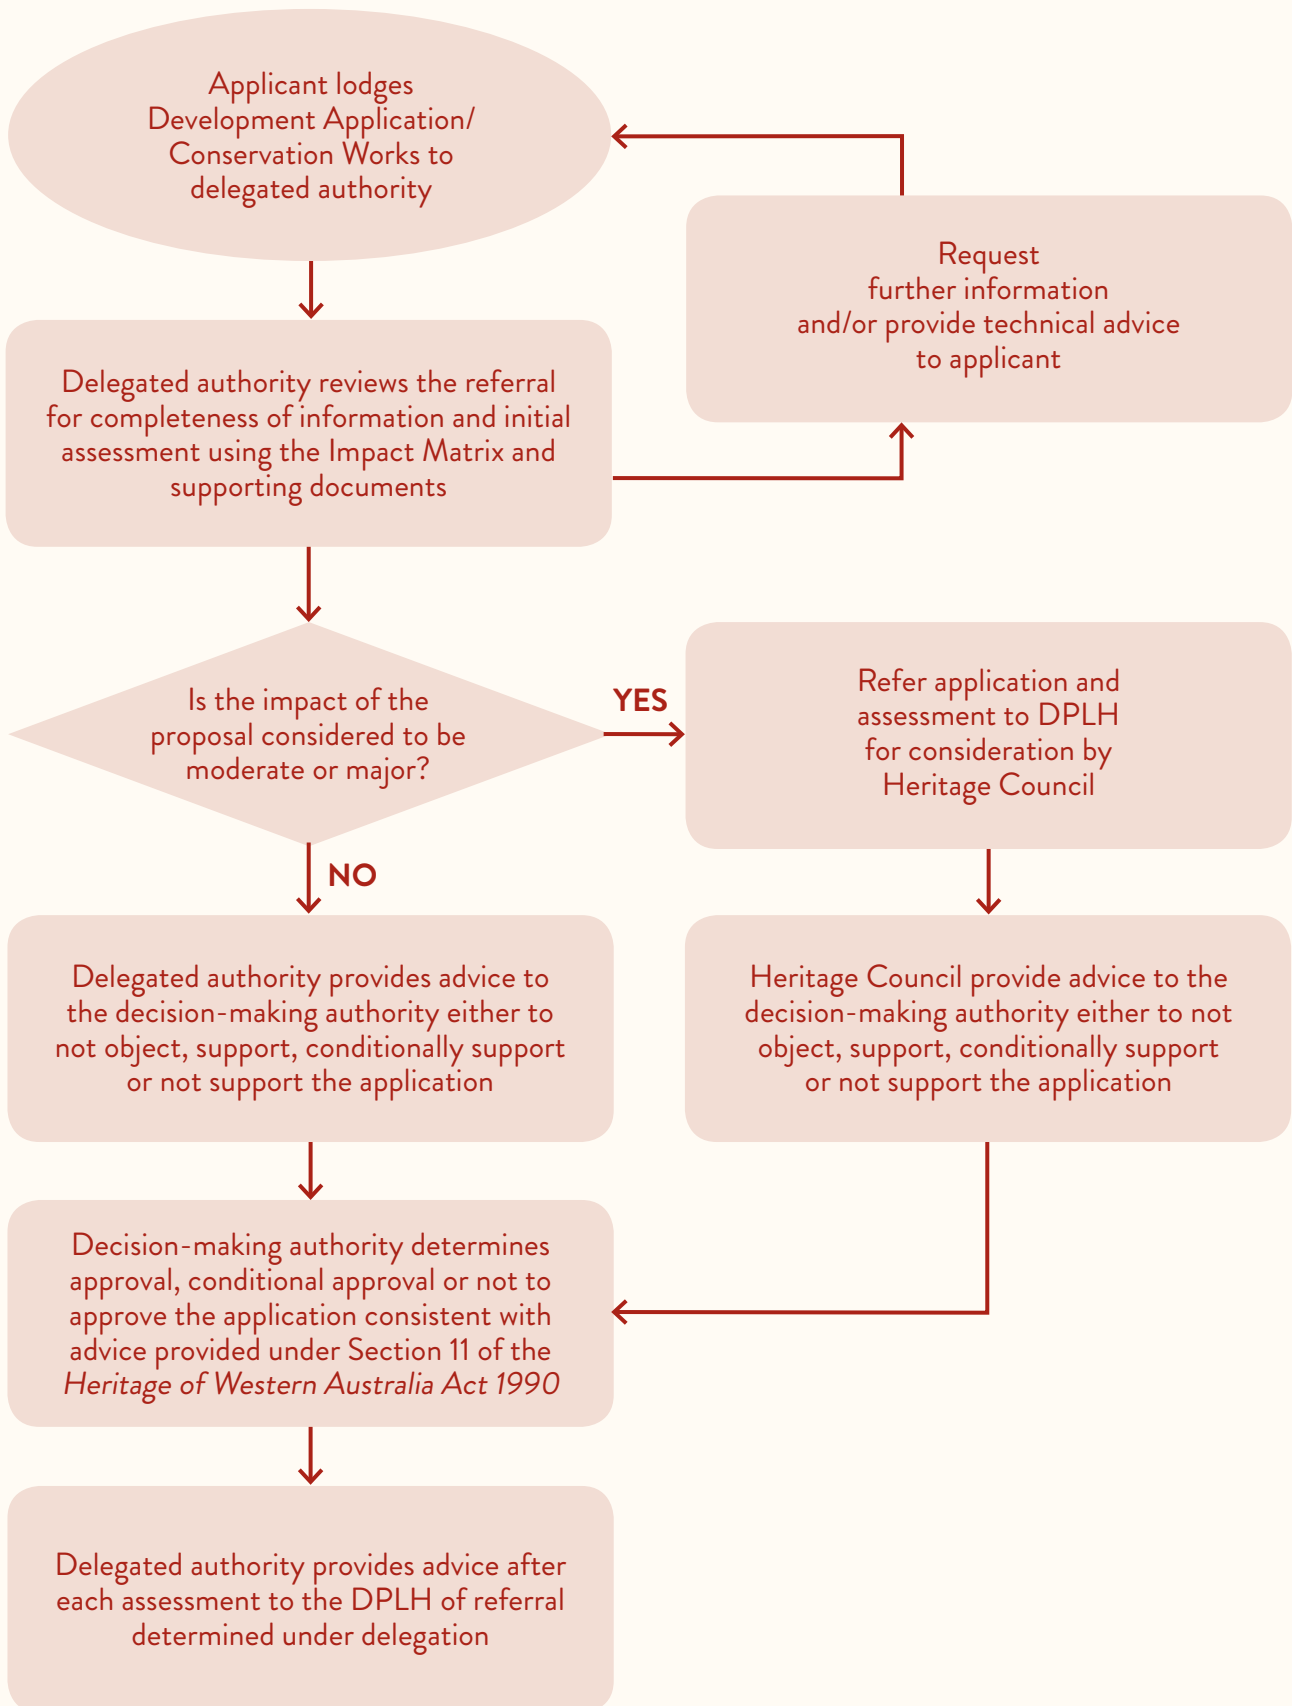 Applicant lodges
Development Application/
Conservation Works to
delegated authority
Request
further information
and/or provide technical advice
to applicant
Delegated authority reviews the referral
for completeness of information and initial
assessment using the Impact Matrix and
supporting documents
Is the impact of the
proposal considered to be
moderate or major?
YES
Refer application and
assessment to DPLH
for consideration by
Heritage Council
NO
Delegated authority provides advice to
the decision-making authority either to
not object, support, conditionally support
or not support the application
Heritage Council provide advice to the
decision-making authority either to not
object, support, conditionally support
or not support the application
Decision-making authority determines
approval, conditional approval or not to
approve the application consistent with
advice provided under Section 11 of the
Heritage of Western Australia Act 1990
Delegated authority provides advice after
each assessment to the DPLH of referral
determined under delegation